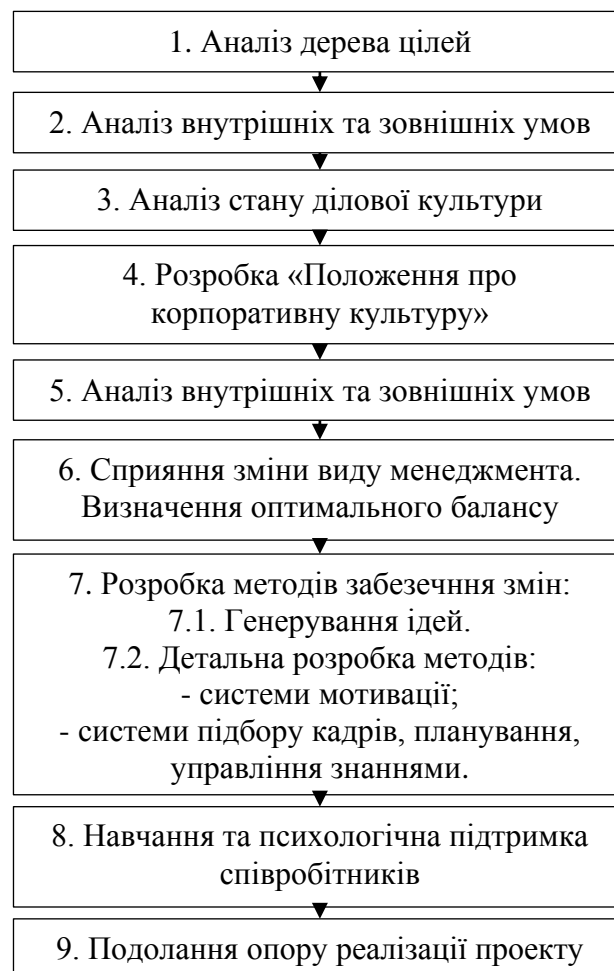 1. Аналіз дерева цілей
2. Аналіз внутрішніх та зовнішніх умов
3. Аналіз стану ділової культури
4. Розробка «Положення про
корпоративну культуру»
5. Аналіз внутрішніх та зовнішніх умов
6. Сприяння зміни виду менеджмента.
Визначення оптимального балансу
7. Розробка методів забезечння змін:
7.1. Генерування ідей.
7.2. Детальна розробка методів:
- системи мотивації;
- системи підбору кадрів, планування,
управління знаннями.
8. Навчання та психологічна підтримка
співробітників
9. Подолання опору реалізації проекту